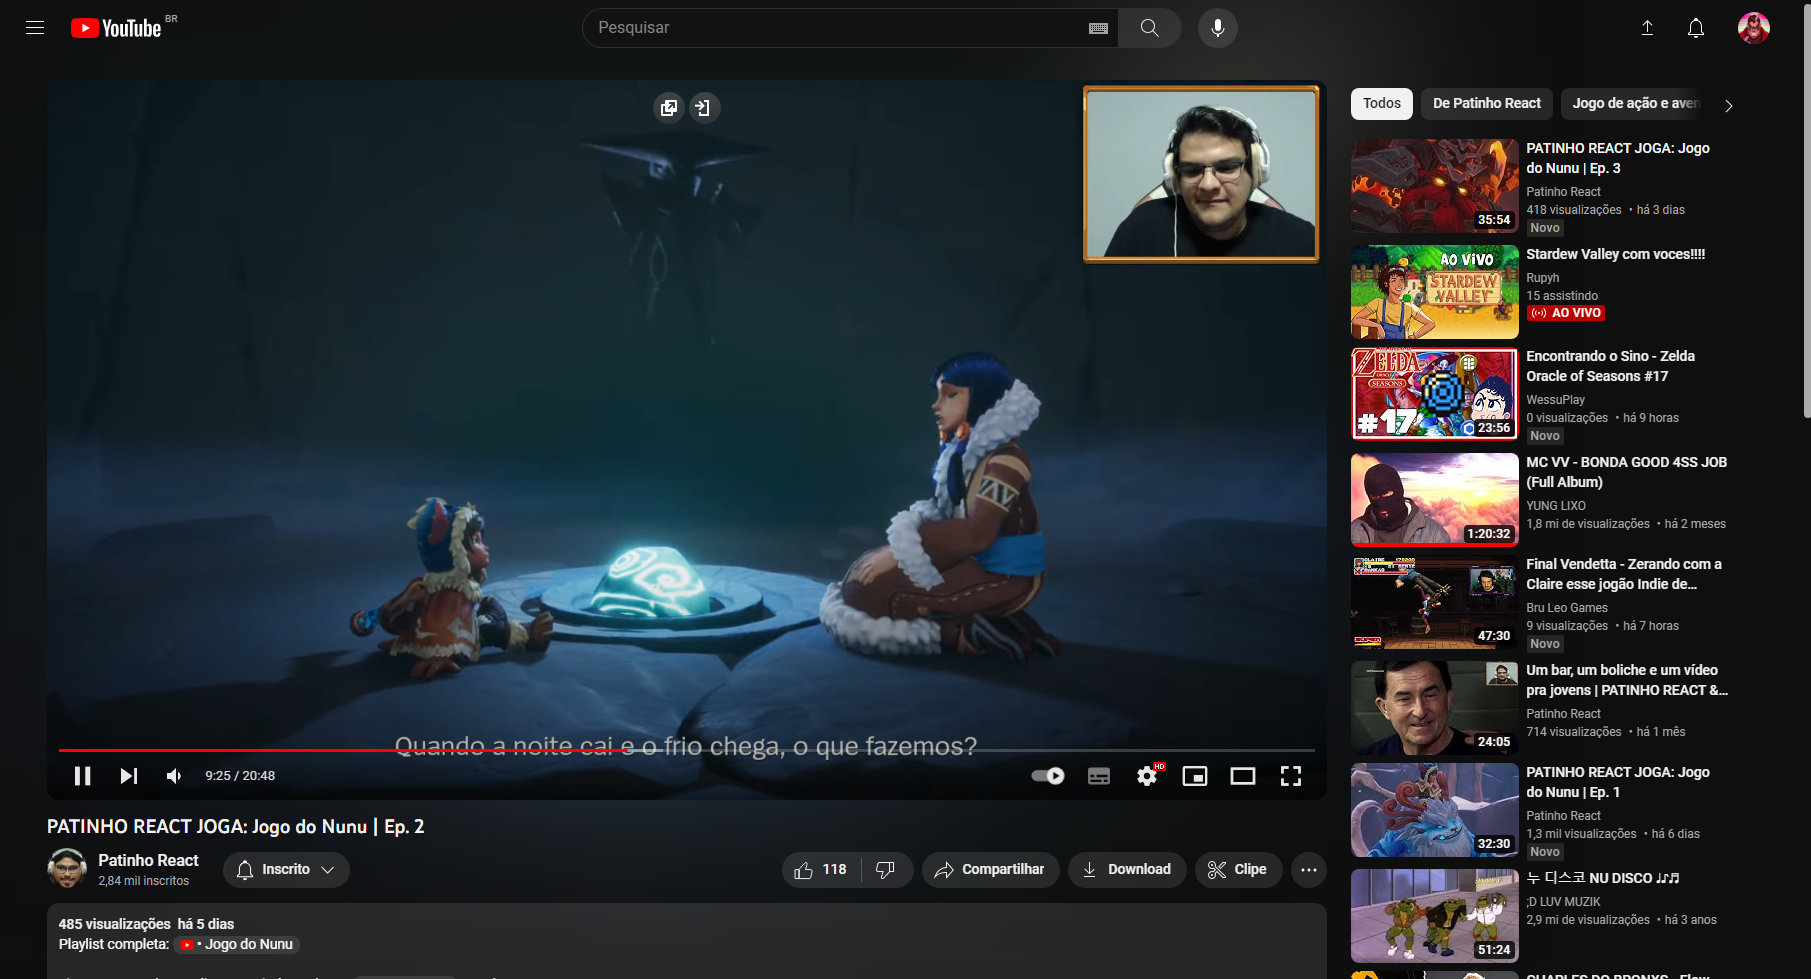 YouTube BR
Pesquisar
Todos
De Patinho React
Jogo de ação e aven
PATINHO REACT JOGA: Jogo
do Nunu | Ep. 3
Patinho React
418 visualizações • há 3 dias
Novo
35:54
AO VIVO
STARDEW
VALLEY
Stardew Valley com voces!!!!
Rupyh
15 assistindo
AO VIVO
ZELDA
SEASONS
#17
23:56
Encontrando o Sino - Zelda
Oracle of Seasons #17
WessuPlay
0 visualizações • há 9 horas
Novo
1:20:32
MC VV - BONDA GOOD 4SS JOB
(Full Album)
YUNG LIXO
1,8 mi de visualizações • há 2 meses
47:30
Final Vendetta - Zerando com a
Claire esse jogão Indie de...
Bru Leo Games
9 visualizações • há 7 horas
Novo
24:05
Um bar, um boliche e um vídeo
pra jovens | PATINHO REACT &...
Patinho React
714 visualizações • há 1 mês
32:30
PATINHO REACT JOGA: Jogo
do Nunu | Ep. 1
Patinho React
1,3 mil visualizações • há 6 dias
Novo
51:24
누 디스코 NU DISCO ♩♪♬
;D LUV MUZIK
2,9 mi de visualizações • há 3 anos
CHARLES DO BRONXS - Flow
Quando a noite cai e o frio chega, o que fazemos?
9:25 / 20:48
HD
PATINHO REACT JOGA: Jogo do Nunu | Ep. 2
Patinho React
2,84 mil inscritos
Inscrito
118
Compartilhar
Download
Clipe
485 visualizações há 5 dias
Playlist completa: • Jogo do Nunu